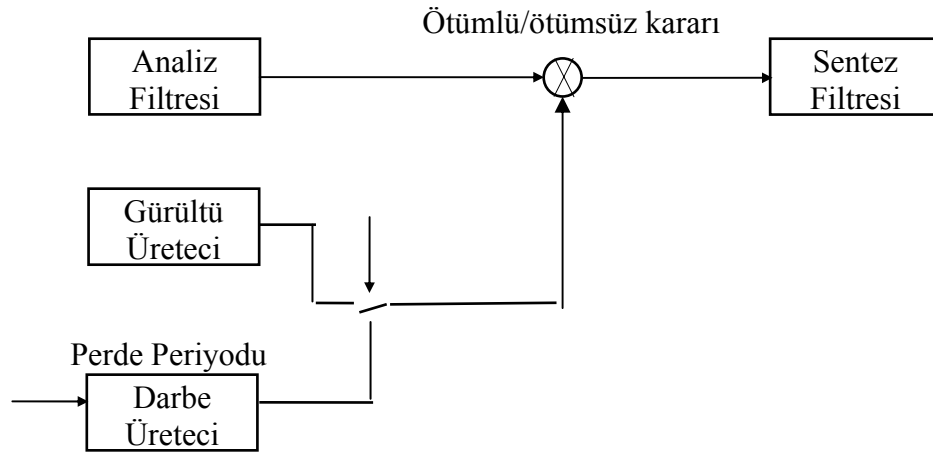 Ötümlü/ötümsüz kararı
Analiz
Filtresi
Sentez
Filtresi
Gürültü
Üreteci
Perde Periyodu
Darbe
Üreteci